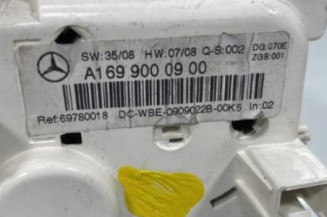 SW:35/08 HW:07/08 Q-S:002 DG:070E
ZGS:001
A169 900 09 00
Ref:69780018 DC-WBE-0909022B-00K6 In:02